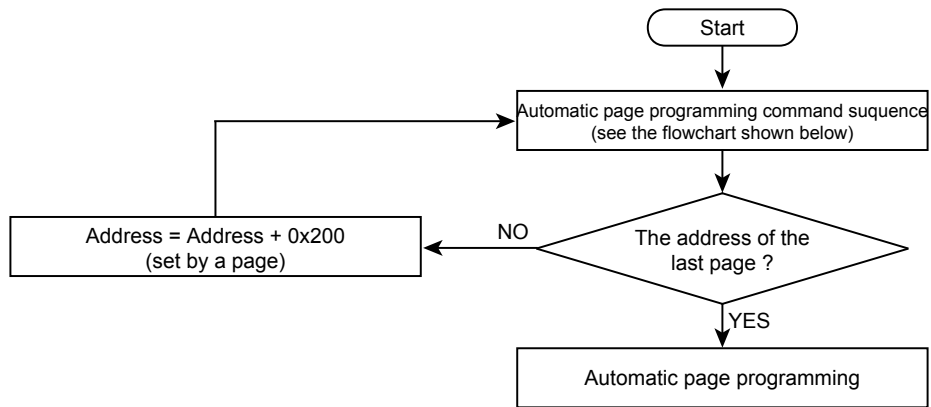 Start
Automatic page programming command suquence
(see the flowchart shown below)
Address = Address + 0x200
(set by a page)
NO
The address of the
last page ?
YES
Automatic page programming